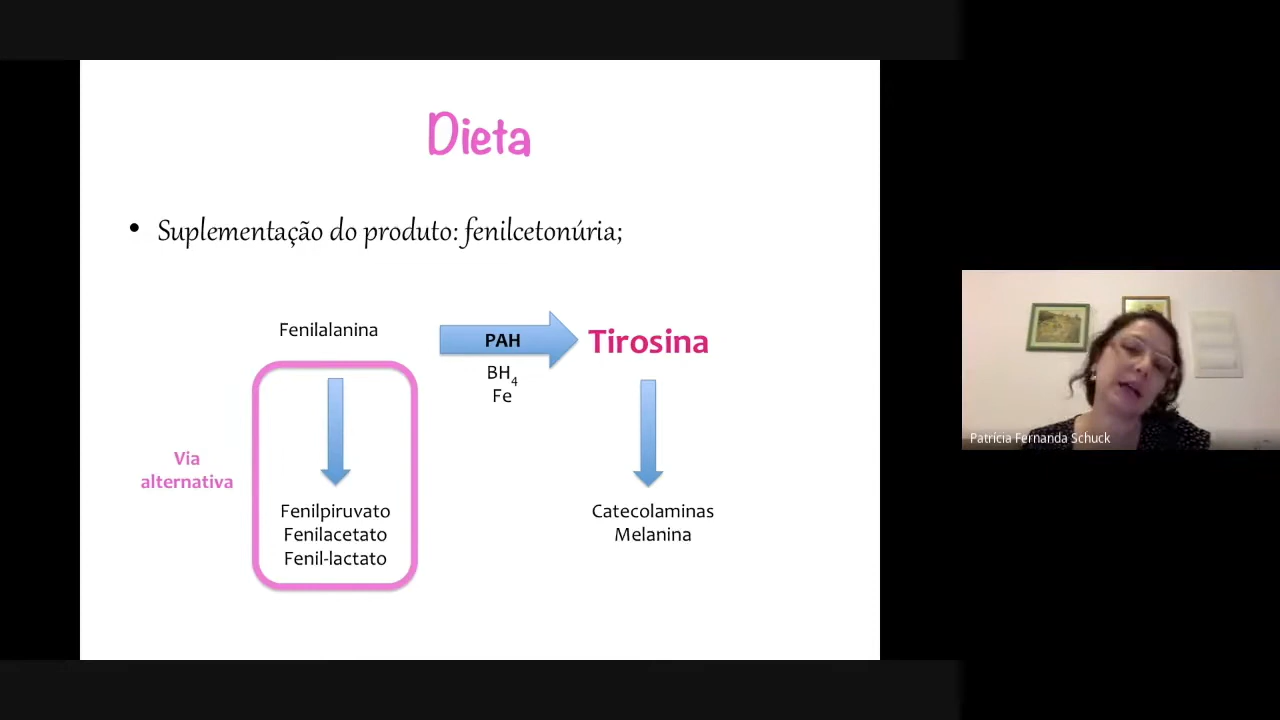 Dieta
• Suplementação do produto: fenilcetonúria;
Fenilalanina
PAH
Tirosina
BH4
Fe
Via
alternativa
Fenilpiruvato
Fenilacetato
Fenil-lactato
Catecolaminas
Melanina
Patrícia Fernanda Schuck